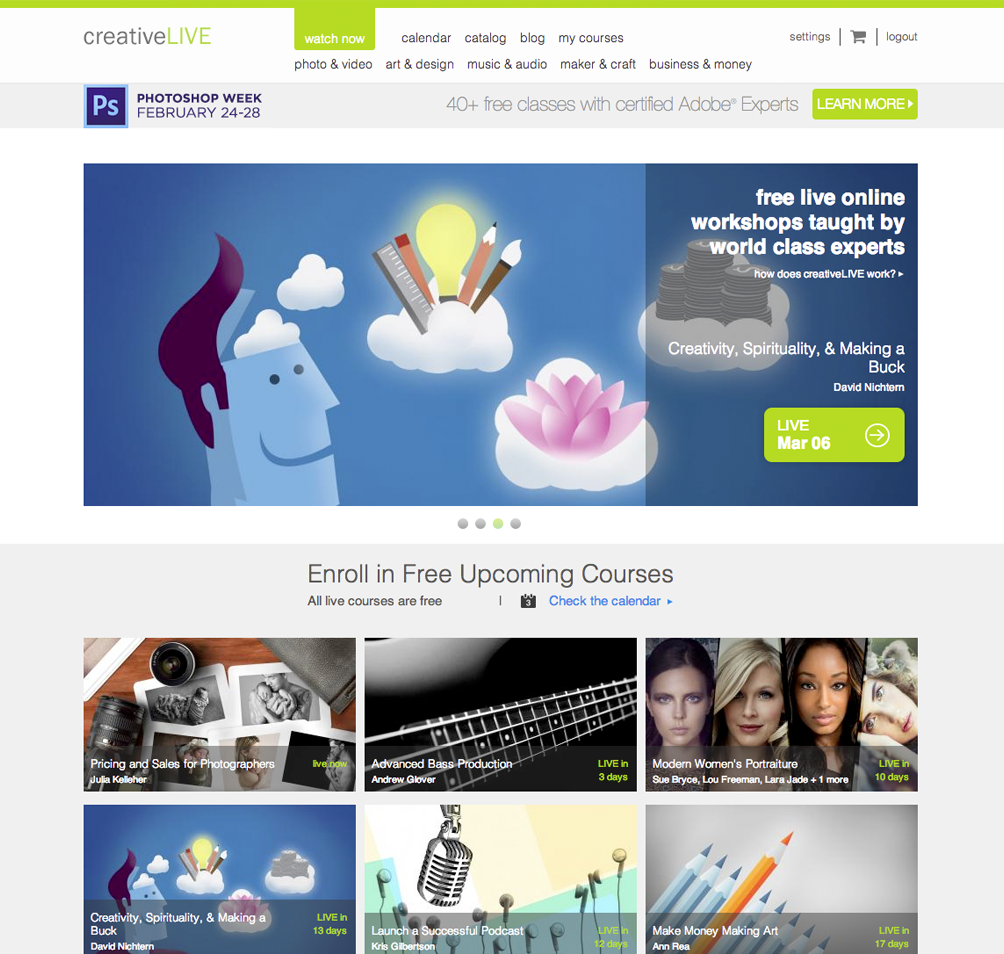 creativeLIVE
watch now
calendar catalog blog my courses
settings logout
photo & video art & design music & audio maker & craft business & money
Ps
PHOTOSHOP WEEK
FEBRUARY 24-28
40+ free classes with certified Adobe® Experts
LEARN MORE
free live online
workshops taught by
world class experts
how does creativeLIVE work?
Creativity, Spirituality, & Making a
Buck
David Nichtern
LIVE
Mar 06
Enroll in Free Upcoming Courses
All live courses are free | 3 Check the calendar
Pricing and Sales for Photographers
live now
Julia Kelleher
Advanced Bass Production
LIVE in
Andrew Glover
3 days
Modern Women's Portraiture
LIVE in
Sue Bryce, Lou Freeman, Lara Jade + 1 more
10 days
Creativity, Spirituality, & Making a
Buck
LIVE in
13 days
David Nichtern
Launch a Successful Podcast
LIVE in
Kris Gilbertson
12 days
Make Money Making Art
LIVE in
Ann Rea
17 days